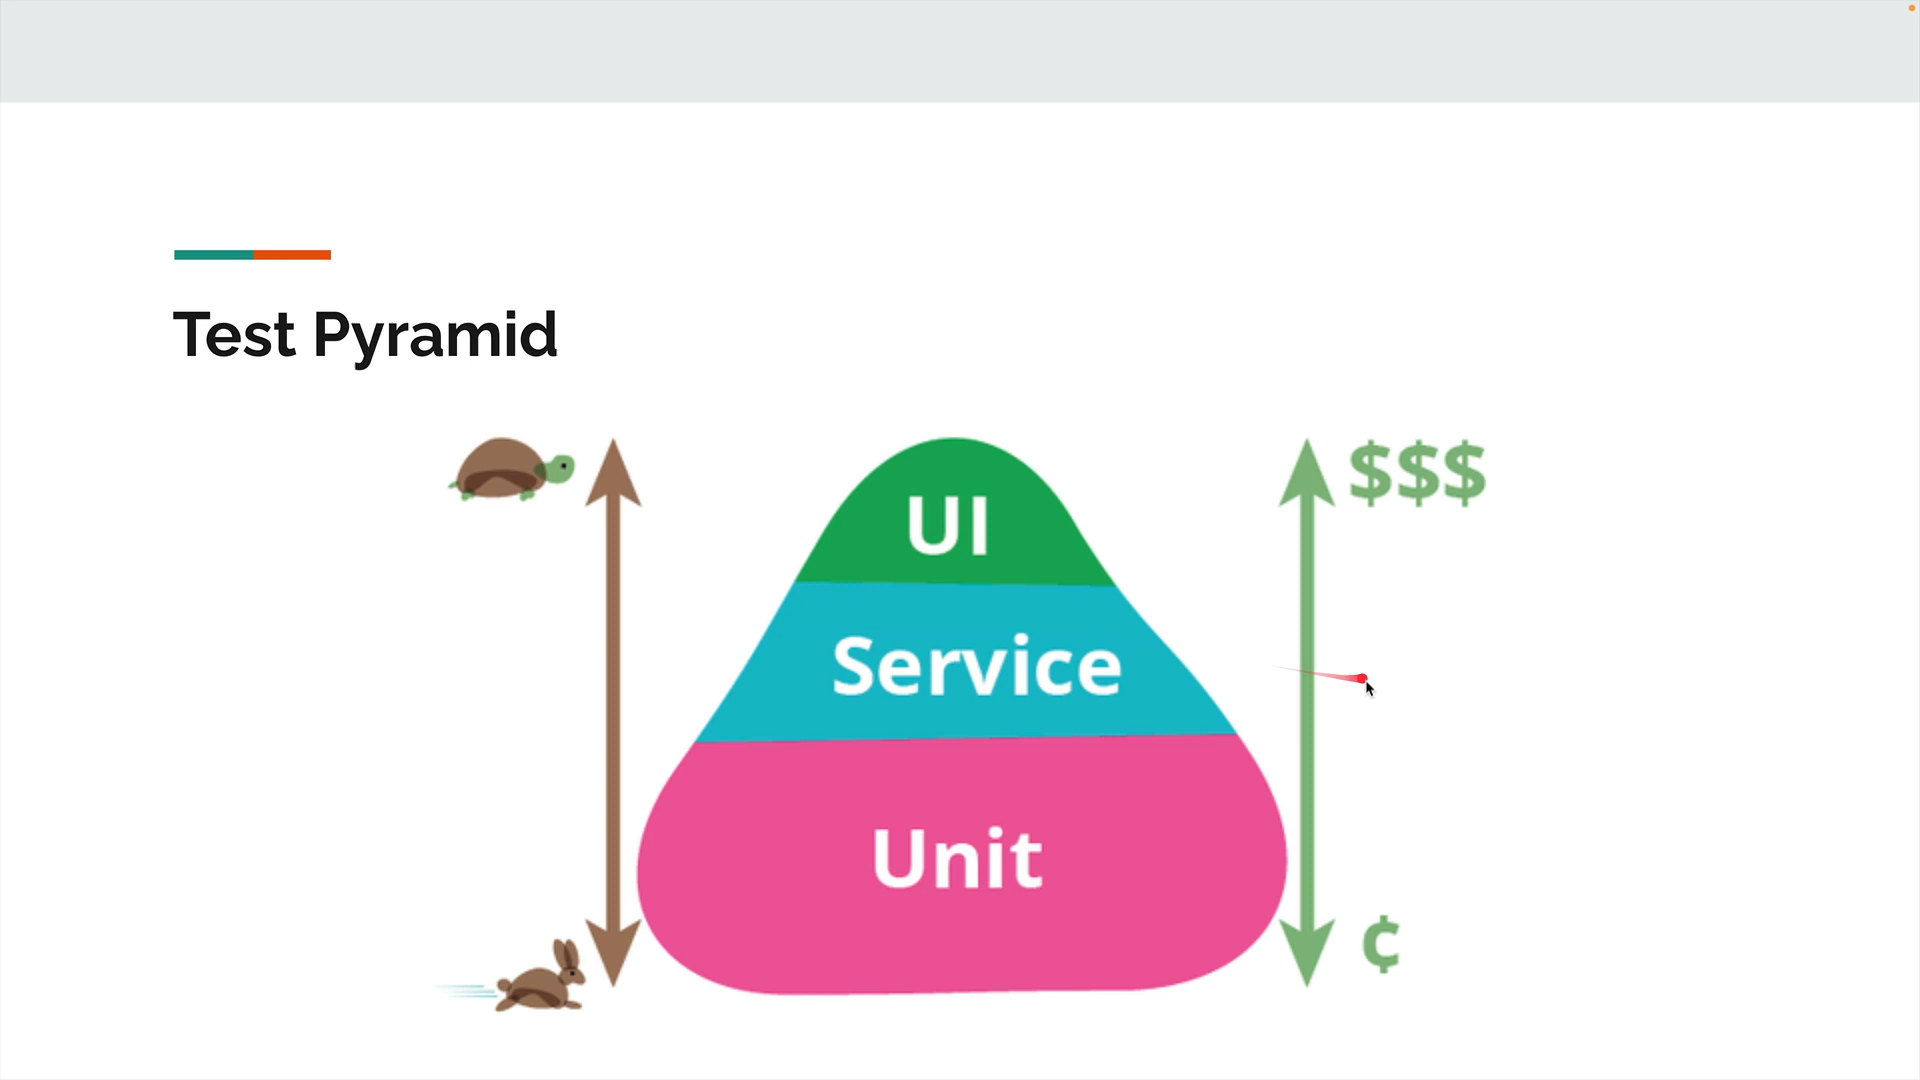 Test Pyramid
$$$
UI
Service
Unit
¢